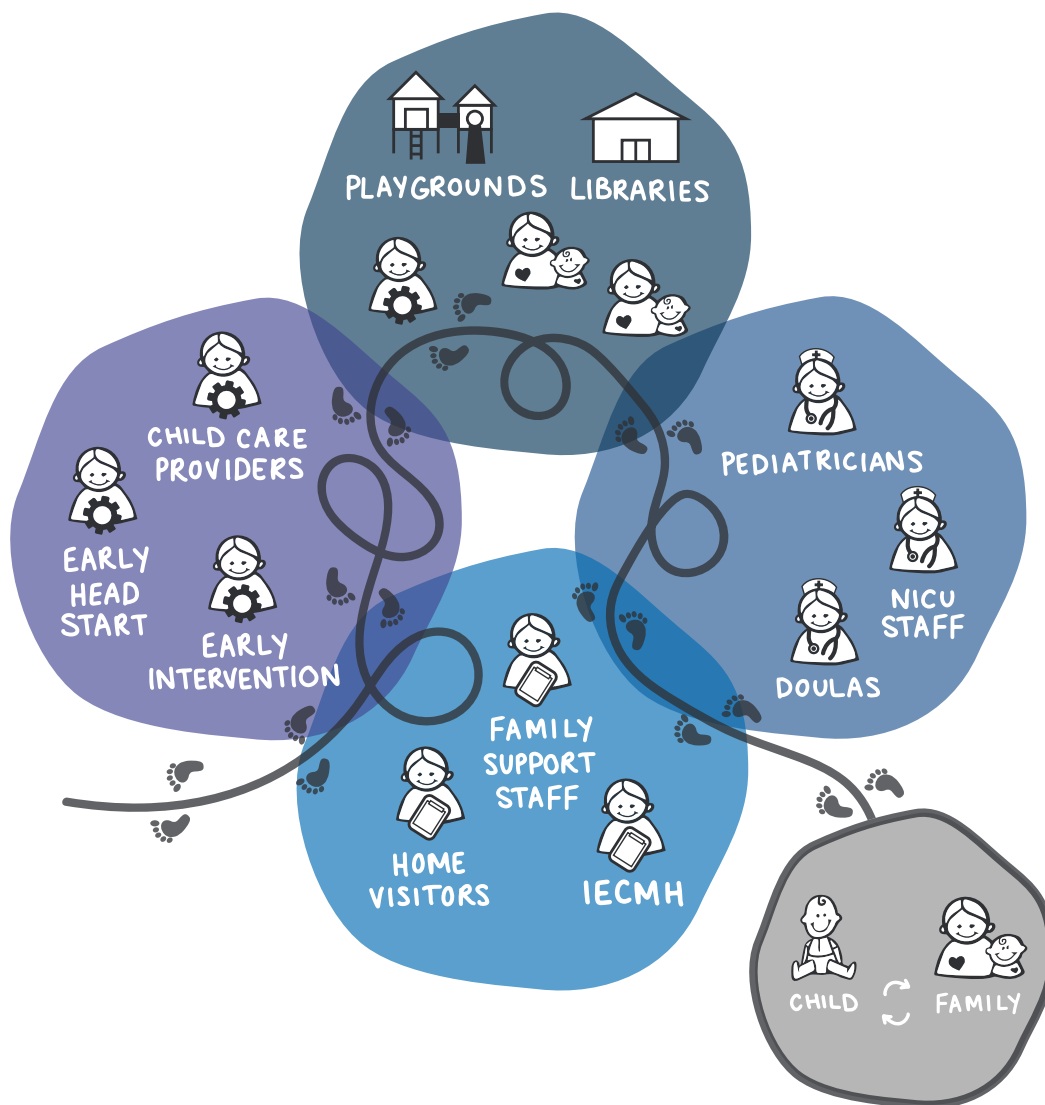 PLAYGROUNDS
LIBRARIES
CHILD CARE
PROVIDERS
EARLY
HEAD
START
EARLY
INTERVENTION
PEDIATRICIANS
NICU
STAFF
DOULAS
FAMILY
SUPPORT
STAFF
HOME
VISITORS
IECMH
CHILD
FAMILY